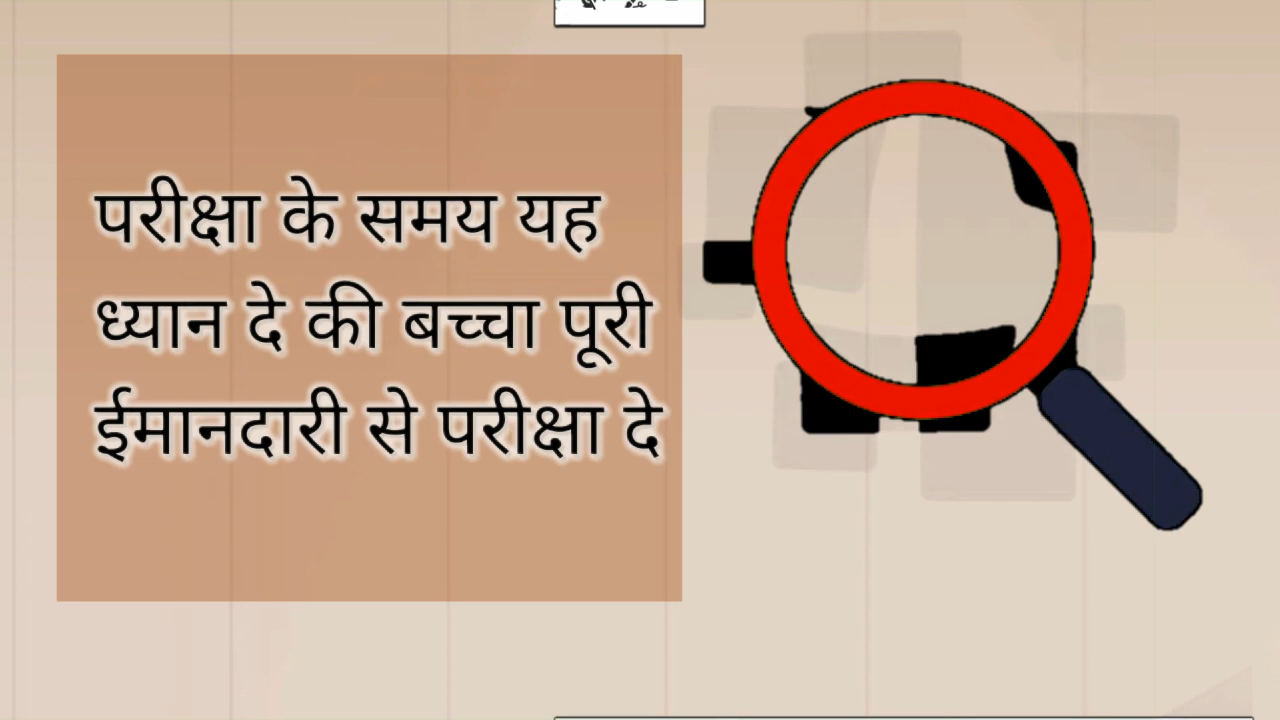 परीक्षा के समय यह
ध्यान दे की बच्चा पूरी
ईमानदारी से परीक्षा दे